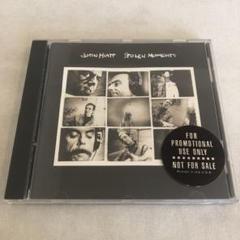 JOHN HIATT STOLEN MOMENTS
FOR
PROMOTIONAL
USE ONLY
NOT FOR SALE